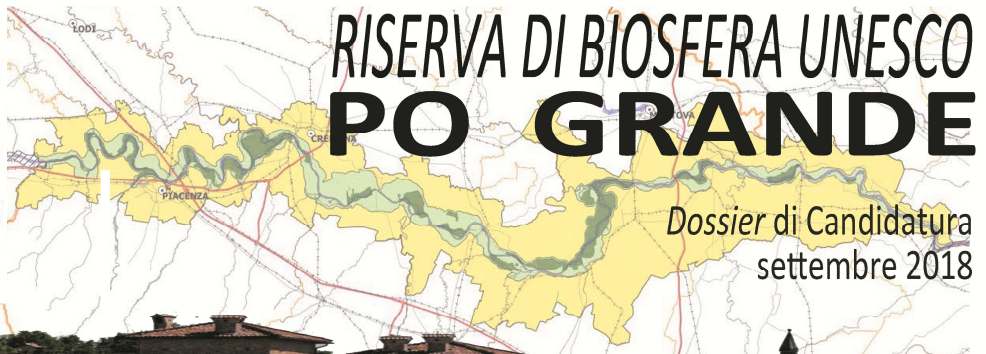 LODI
RISERVA DI BIOSFERA UNESCO
PO GRANDE
PIACENZA
Dossier di Candidatura
settembre 2018